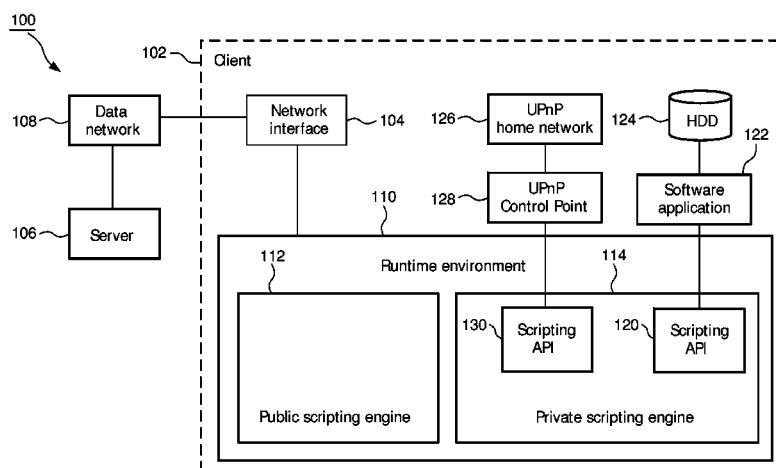 100
102
Client
Data
network
108
Network
interface
104
126
UPnP
home network
124
HDD
122
106
Server
110
128
UPnP
Control Point
Software
application
112
Runtime environment
114
130
Scripting
API
120
Scripting
API
Public scripting engine
Private scripting engine